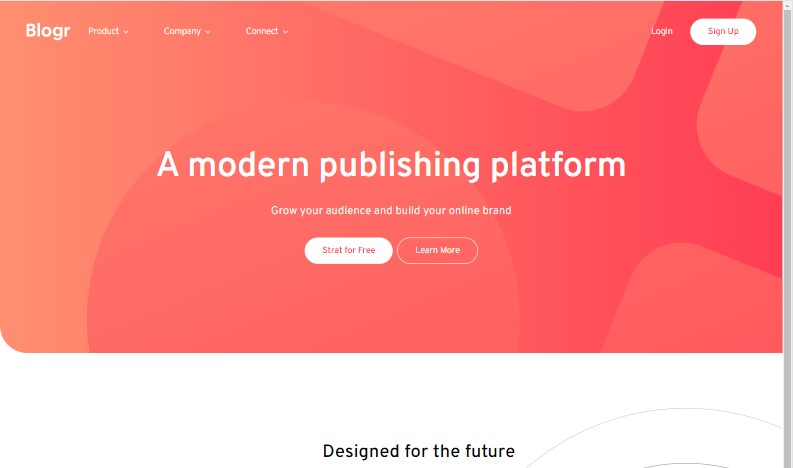 Blogr Product Company Connect Login Sign Up
A modern publishing platform
Grow your audience and build your online brand
Strat for Free Learn More
Designed for the future